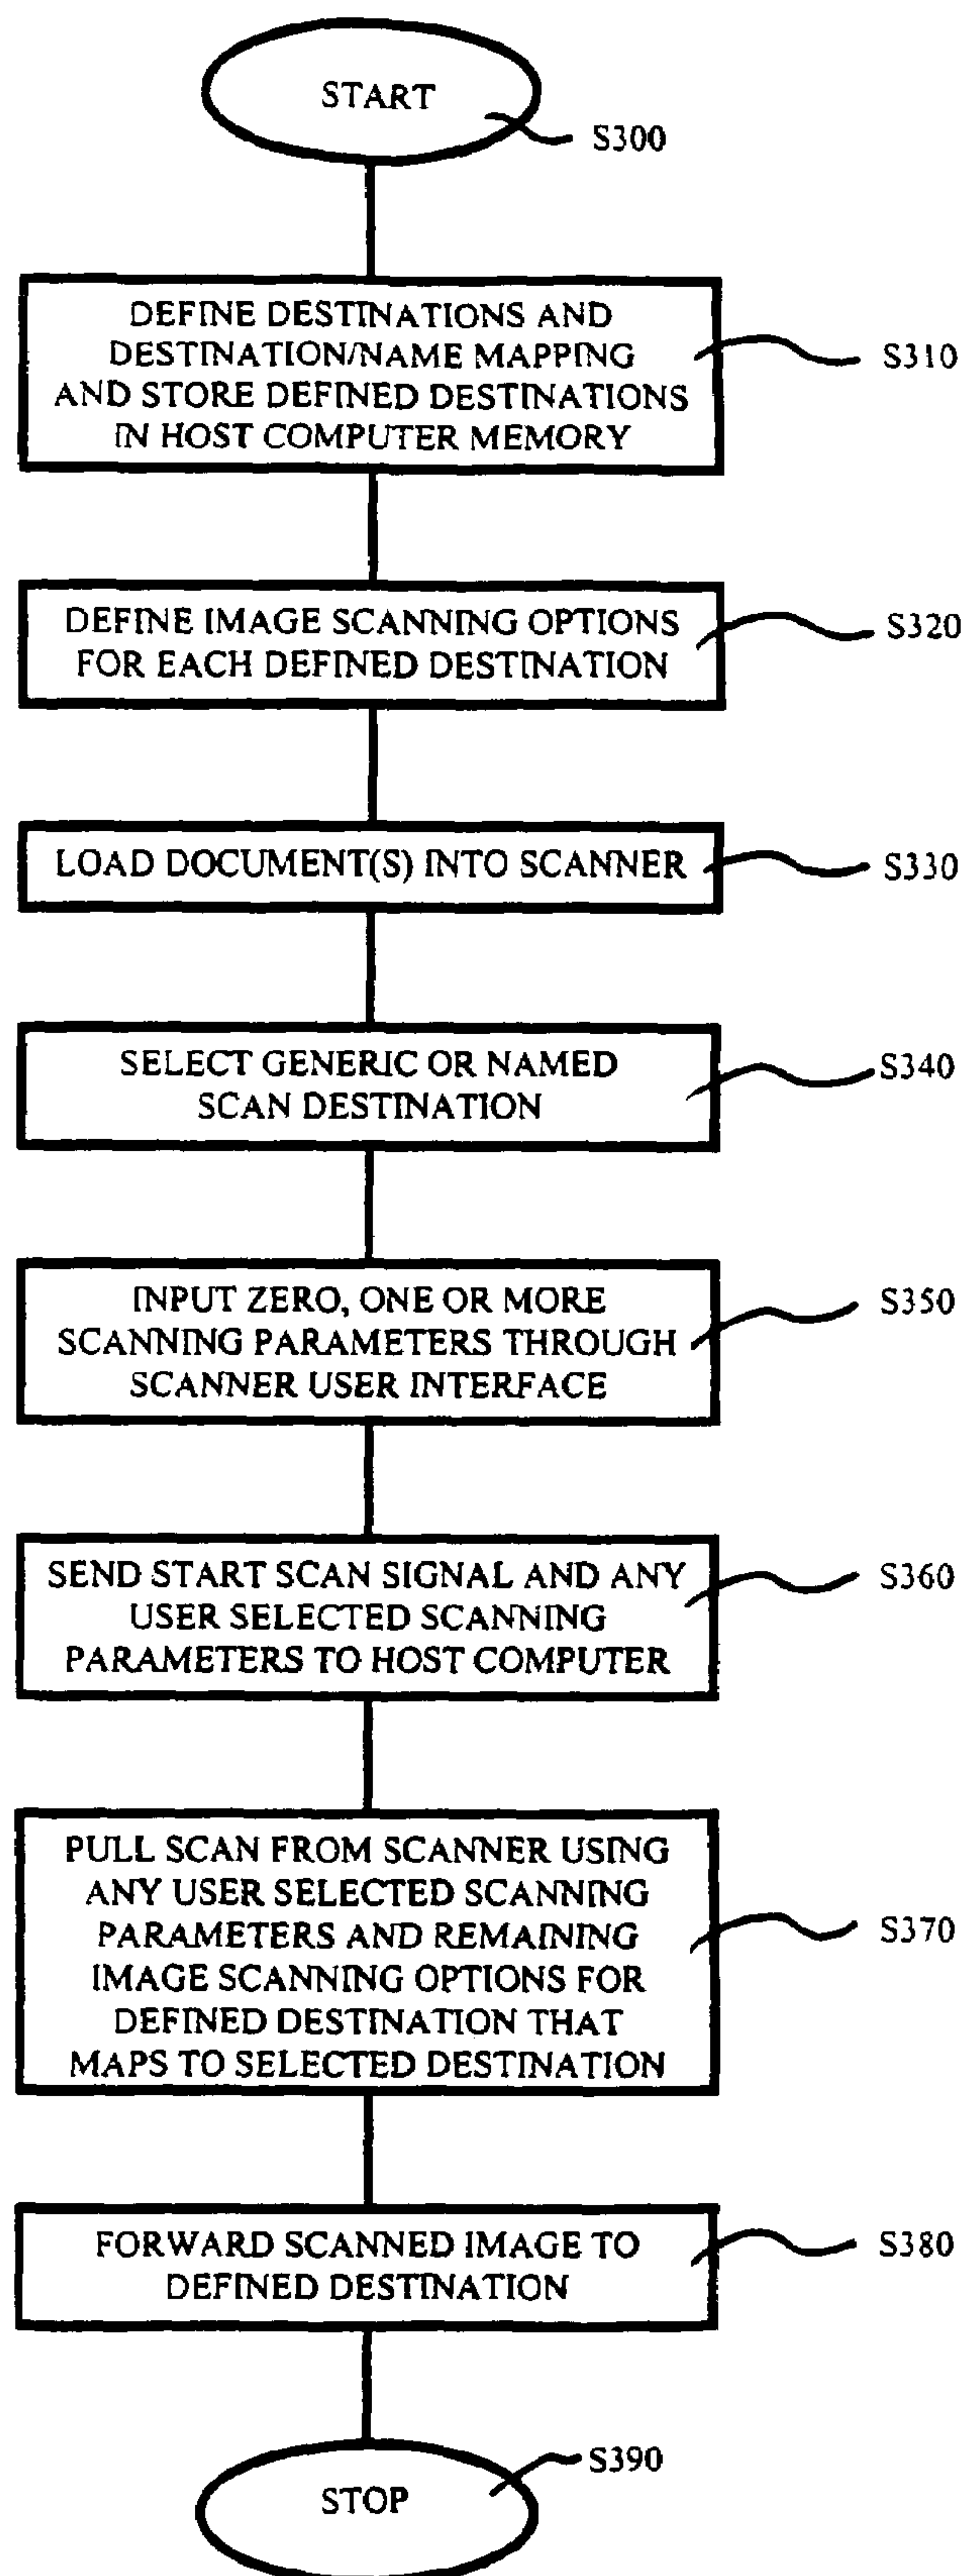 START
S300
DEFINE DESTINATIONS AND
DESTINATION/NAME MAPPING
AND STORE DEFINED DESTINATIONS
IN HOST COMPUTER MEMORY
S310
DEFINE IMAGE SCANNING OPTIONS
FOR EACH DEFINED DESTINATION
S320
LOAD DOCUMENT(S) INTO SCANNER
S330
SELECT GENERIC OR NAMED
SCAN DESTINATION
S340
INPUT ZERO, ONE OR MORE
SCANNING PARAMETERS THROUGH
SCANNER USER INTERFACE
S350
SEND START SCAN SIGNAL AND ANY
USER SELECTED SCANNING
PARAMETERS TO HOST COMPUTER
S360
PULL SCAN FROM SCANNER USING
ANY USER SELECTED SCANNING
PARAMETERS AND REMAINING
IMAGE SCANNING OPTIONS FOR
DEFINED DESTINATION THAT
MAPS TO SELECTED DESTINATION
S370
FORWARD SCANNED IMAGE TO
DEFINED DESTINATION
S380
STOP
S390